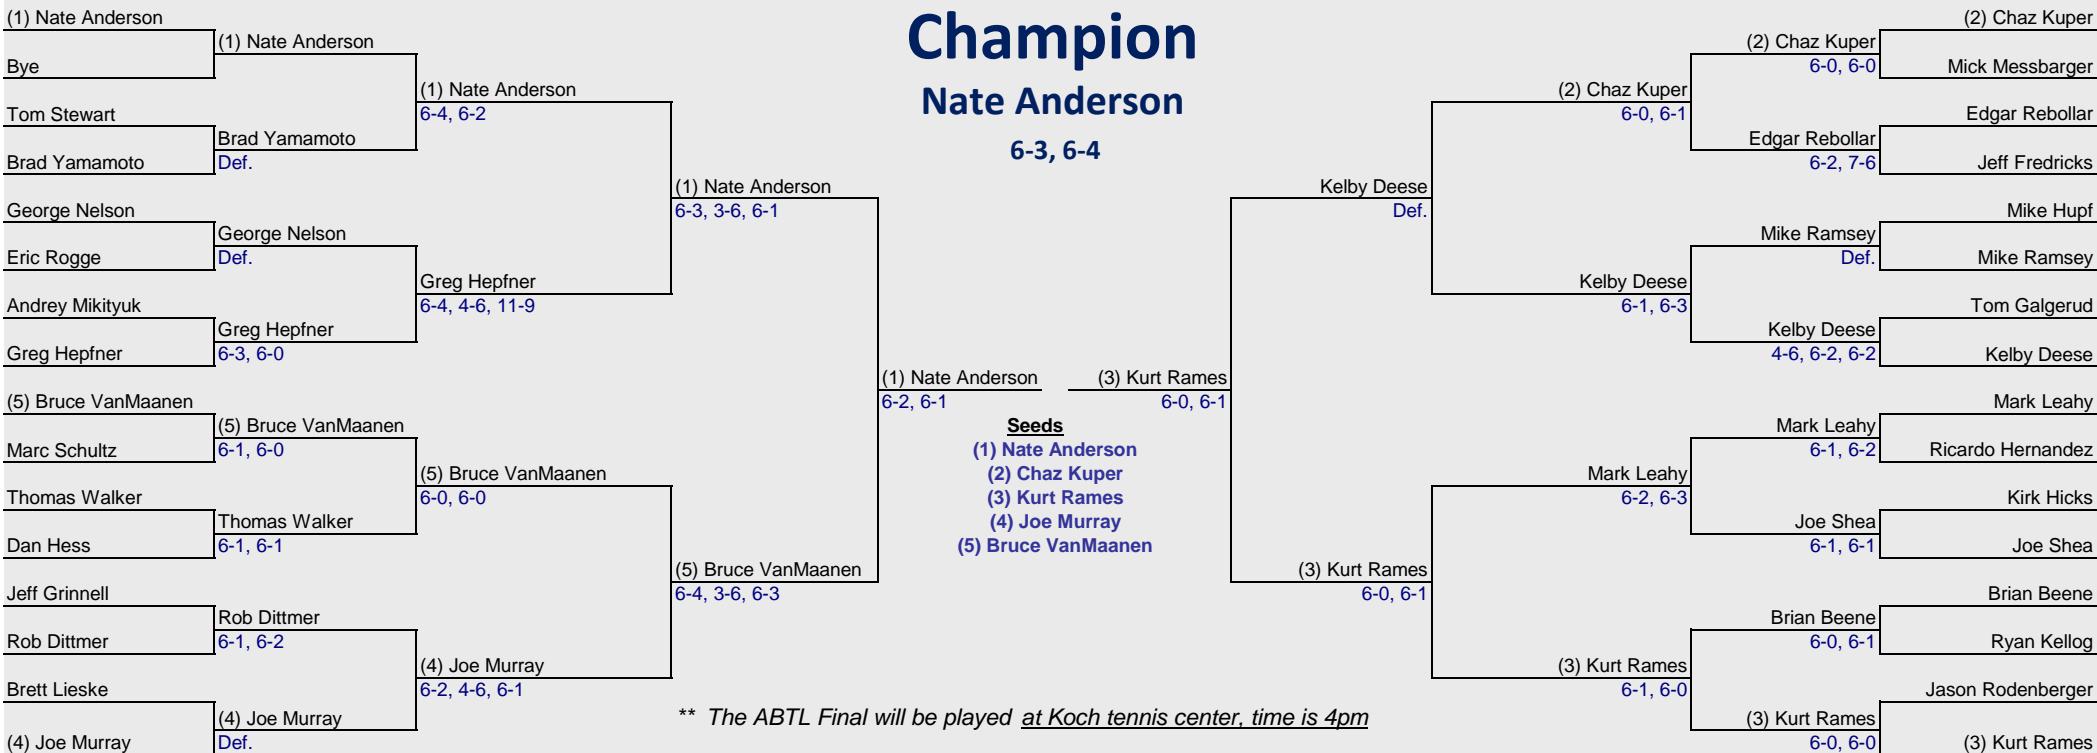 Champion
Nate Anderson
6-3, 6-4
(1) Nate Anderson
Bye
Tom Stewart
Brad Yamamoto
George Nelson
Eric Rogge
Andrey Mikityuk
Greg Hepfner
(5) Bruce VanMaanen
Marc Schultz
Thomas Walker
Dan Hess
Jeff Grinnell
Rob Dittmer
Brett Lieske
(4) Joe Murray
(1) Nate Anderson
Brad Yamamoto
Def.
George Nelson
Def.
Greg Hepfner
6-3, 6-0
(5) Bruce VanMaanen
6-1, 6-0
Thomas Walker
6-1, 6-1
Rob Dittmer
6-1, 6-2
(4) Joe Murray
Def.
(1) Nate Anderson
6-4, 6-2
Greg Hepfner
6-4, 4-6, 11-9
(5) Bruce VanMaanen
6-0, 6-0
(4) Joe Murray
6-2, 4-6, 6-1
(1) Nate Anderson
6-3, 3-6, 6-1
(5) Bruce VanMaanen
6-4, 3-6, 6-3
(1) Nate Anderson
6-2, 6-1
(3) Kurt Rames
6-0, 6-1
Seeds
(1) Nate Anderson
(2) Chaz Kuper
(3) Kurt Rames
(4) Joe Murray
(5) Bruce VanMaanen
** The ABTL Final will be played at Koch tennis center, time is 4pm
Kelby Deese
Def.
(3) Kurt Rames
6-0, 6-1
(2) Chaz Kuper
6-0, 6-1
Kelby Deese
6-1, 6-3
Mark Leahy
6-2, 6-3
(3) Kurt Rames
6-1, 6-0
(2) Chaz Kuper
6-0, 6-0
Edgar Rebollar
6-2, 7-6
Mike Ramsey
Def.
Kelby Deese
4-6, 6-2, 6-2
Mark Leahy
6-1, 6-2
Joe Shea
6-1, 6-1
Brian Beene
6-0, 6-1
(3) Kurt Rames
6-0, 6-0
(2) Chaz Kuper
Mick Messbarger
Edgar Rebollar
Jeff Fredricks
Mike Hupf
Mike Ramsey
Tom Galgerud
Kelby Deese
Mark Leahy
Ricardo Hernandez
Kirk Hicks
Joe Shea
Brian Beene
Ryan Kellog
Jason Rodenberger
(3) Kurt Rames